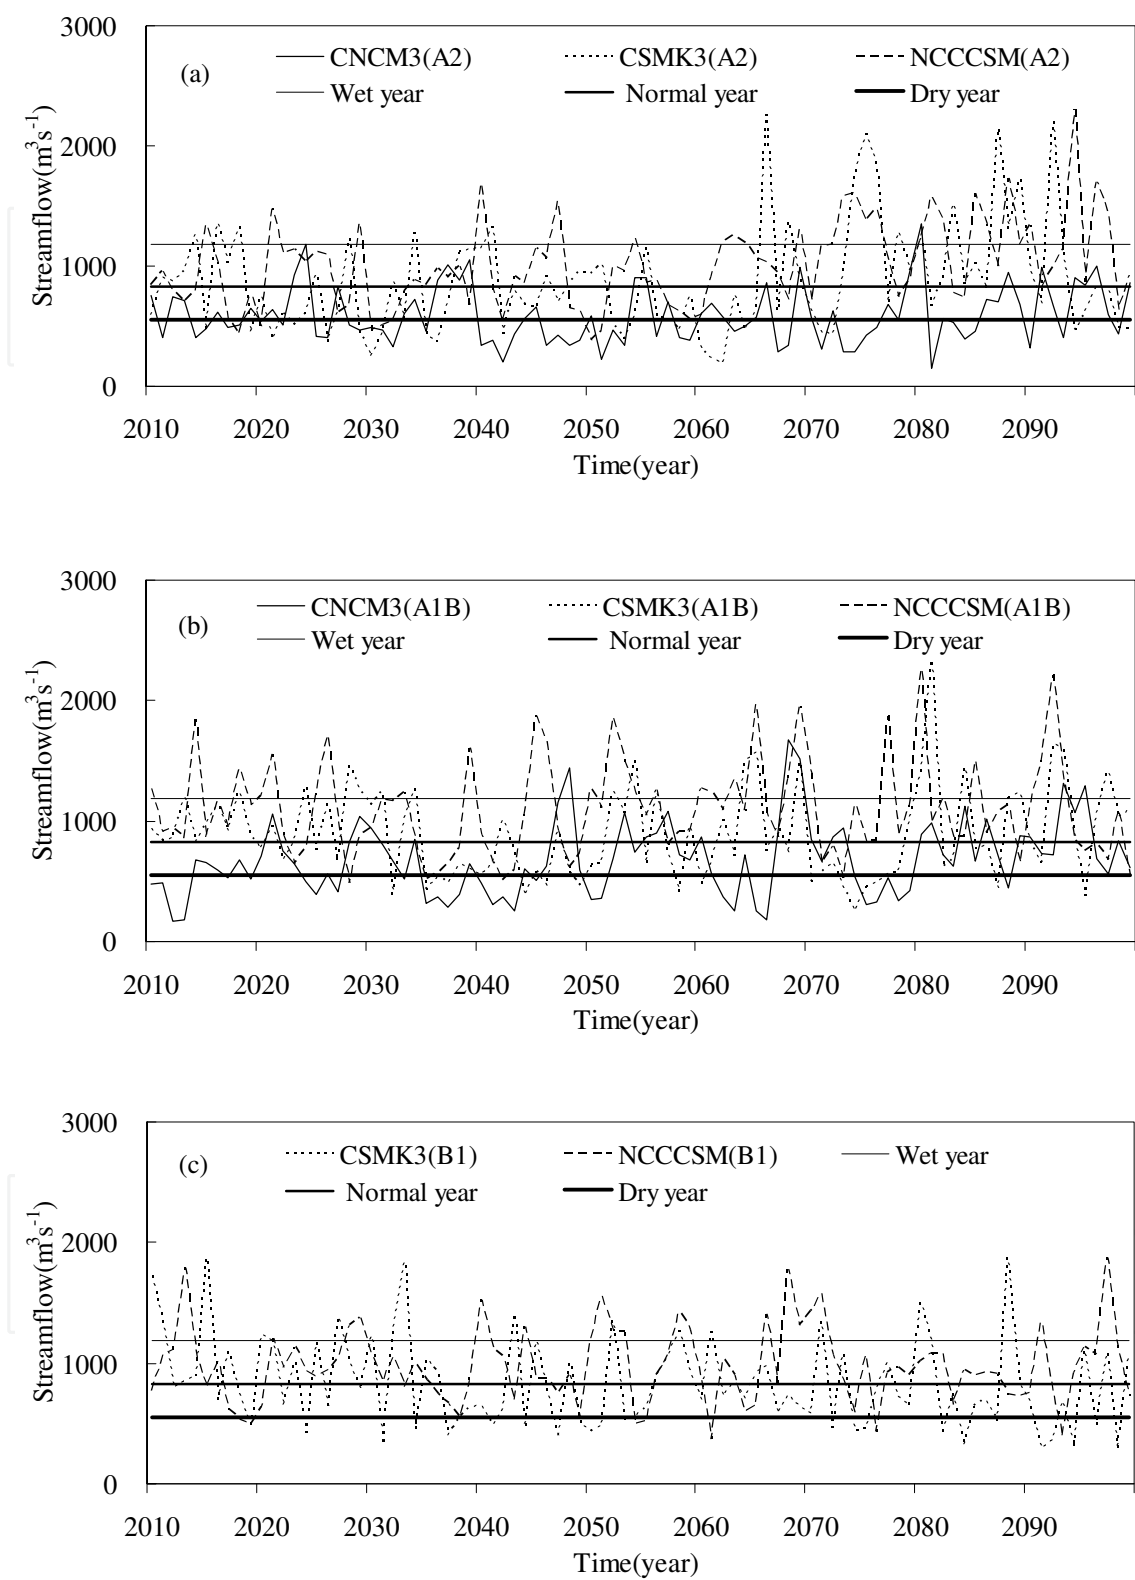 3000
(a)
CNCM3(A2) CSMK3(A2) NCCCSM(A2)
Wet year Normal year Dry year
2000
1000
0
Streamflow(m³s⁻¹)
2010 2020 2030 2040 2050 2060 2070 2080 2090
Time(year)
3000
(b)
CNCM3(A1B) CSMK3(A1B) NCCCSM(A1B)
Wet year Normal year Dry year
2000
1000
0
Streamflow(m³s⁻¹)
2010 2020 2030 2040 2050 2060 2070 2080 2090
Time(year)
3000
(c)
CSMK3(B1) NCCCSM(B1) Wet year
Normal year Dry year
2000
1000
0
Streamflow(m³s⁻¹)
2010 2020 2030 2040 2050 2060 2070 2080 2090
Time(year)